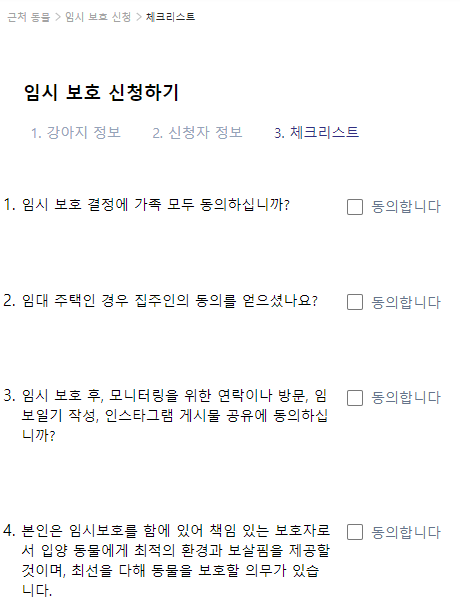 근처 동물 > 임시 보호 신청 > 체크리스트
임시 보호 신청하기
1. 강아지 정보 2. 신청자 정보 3. 체크리스트
1. 임시 보호 결정에 가족 모두 동의하십니까? 동의합니다
2. 임대 주택인 경우 집주인의 동의를 얻으셨나요? 동의합니다
3. 임시 보호 후, 모니터링을 위한 연락이나 방문, 임 동의합니다
보일기 작성, 인스타그램 게시물 공유에 동의하십
니까?
4. 본인은 임시보호를 함에 있어 책임 있는 보호자로 동의합니다
서 입양 동물에게 최적의 환경과 보살핌을 제공할
것이며, 최선을 다해 동물을 보호할 의무가 있습
니다.